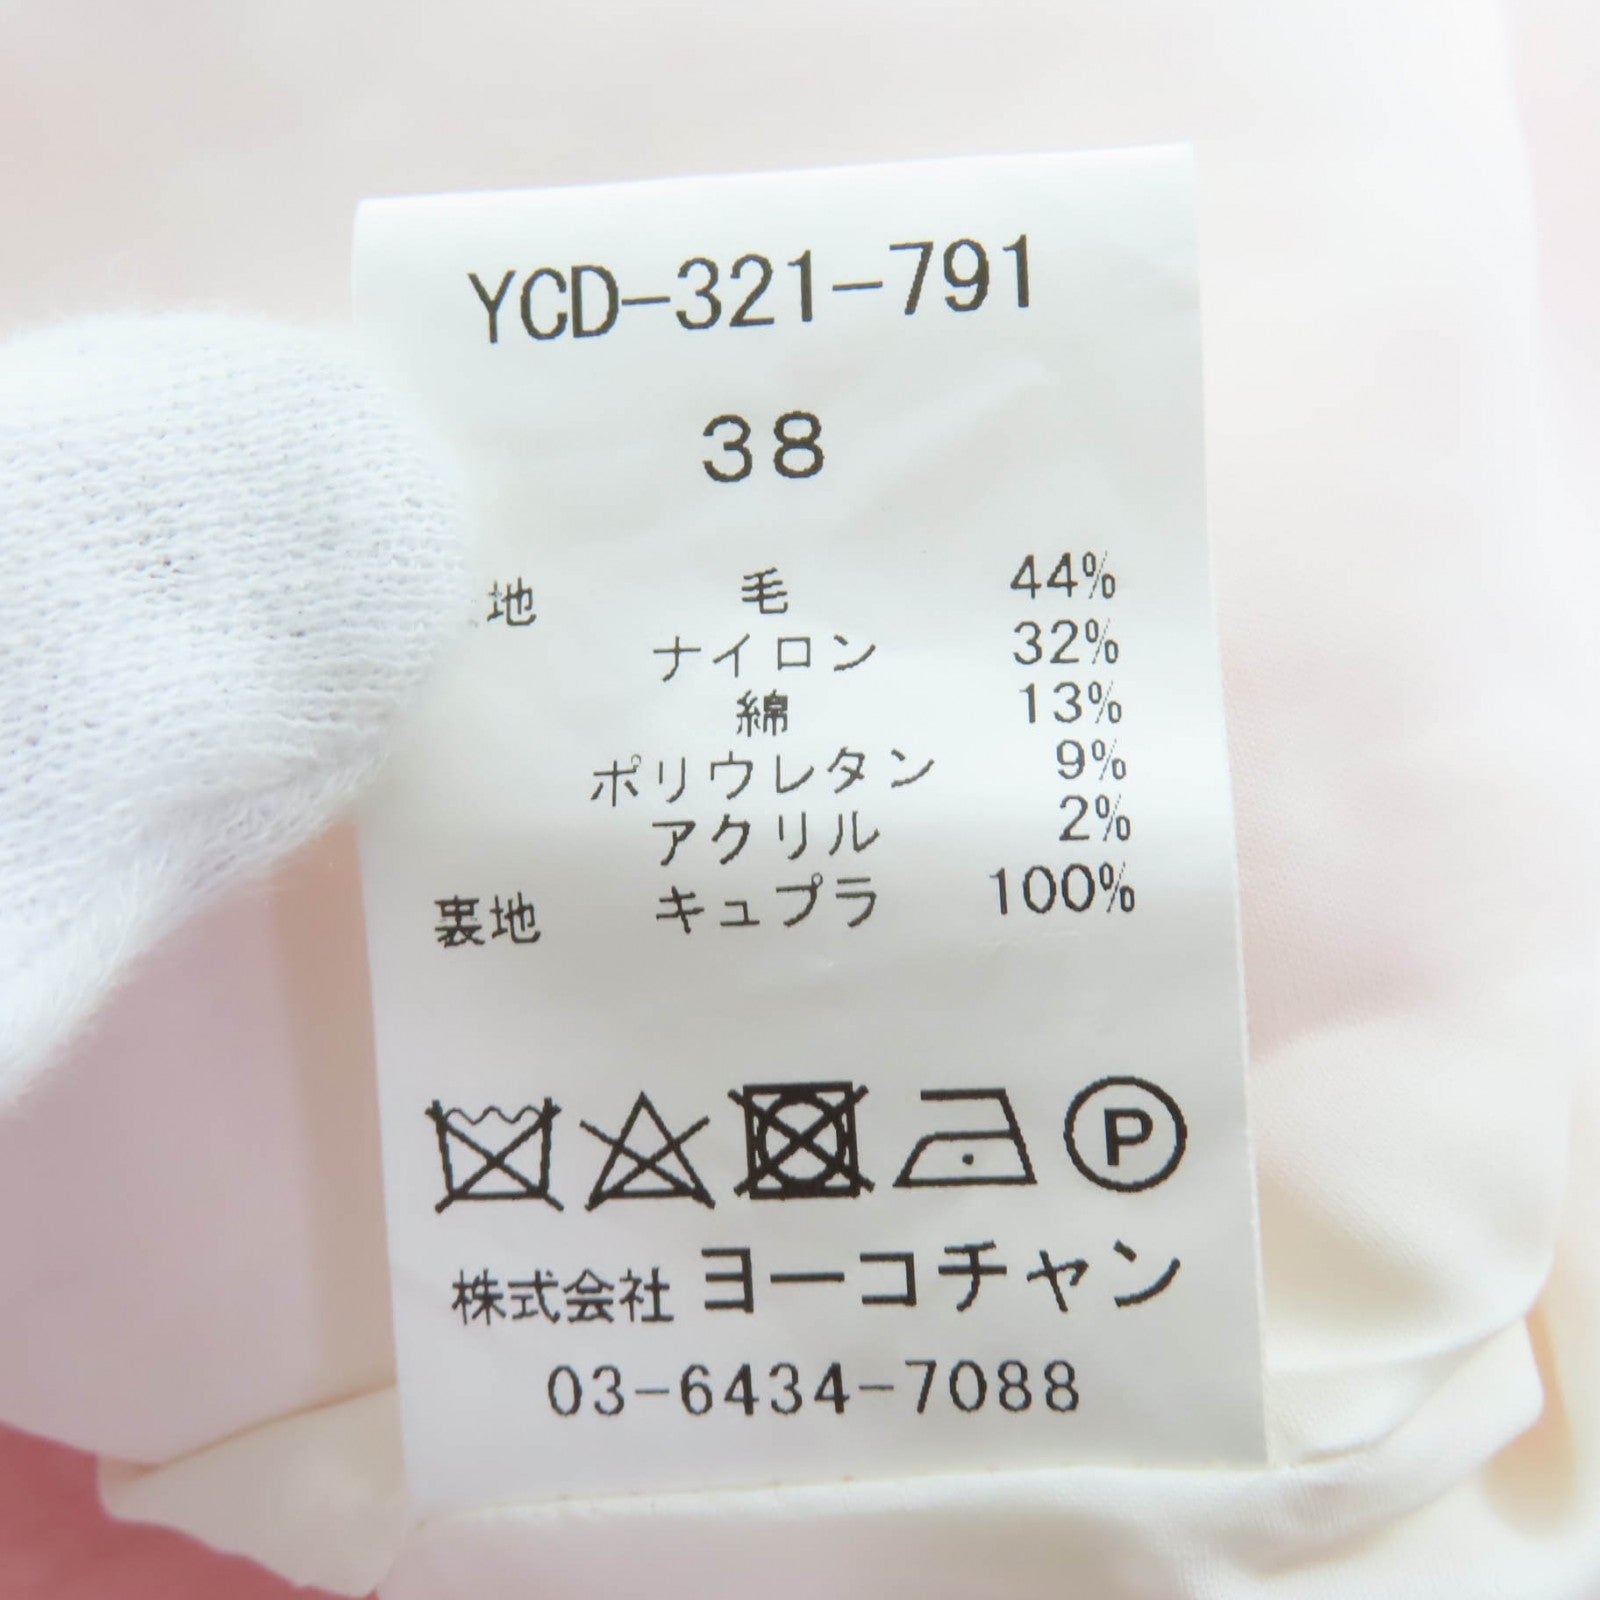 YCD-321-791
38
地 毛 44%
ナイロン 32%
綿 13%
ポリウレタン 9%
アクリル 2%
裏地 キュプラ 100%
P
株式会社 ヨーコチャン
03-6434-7088